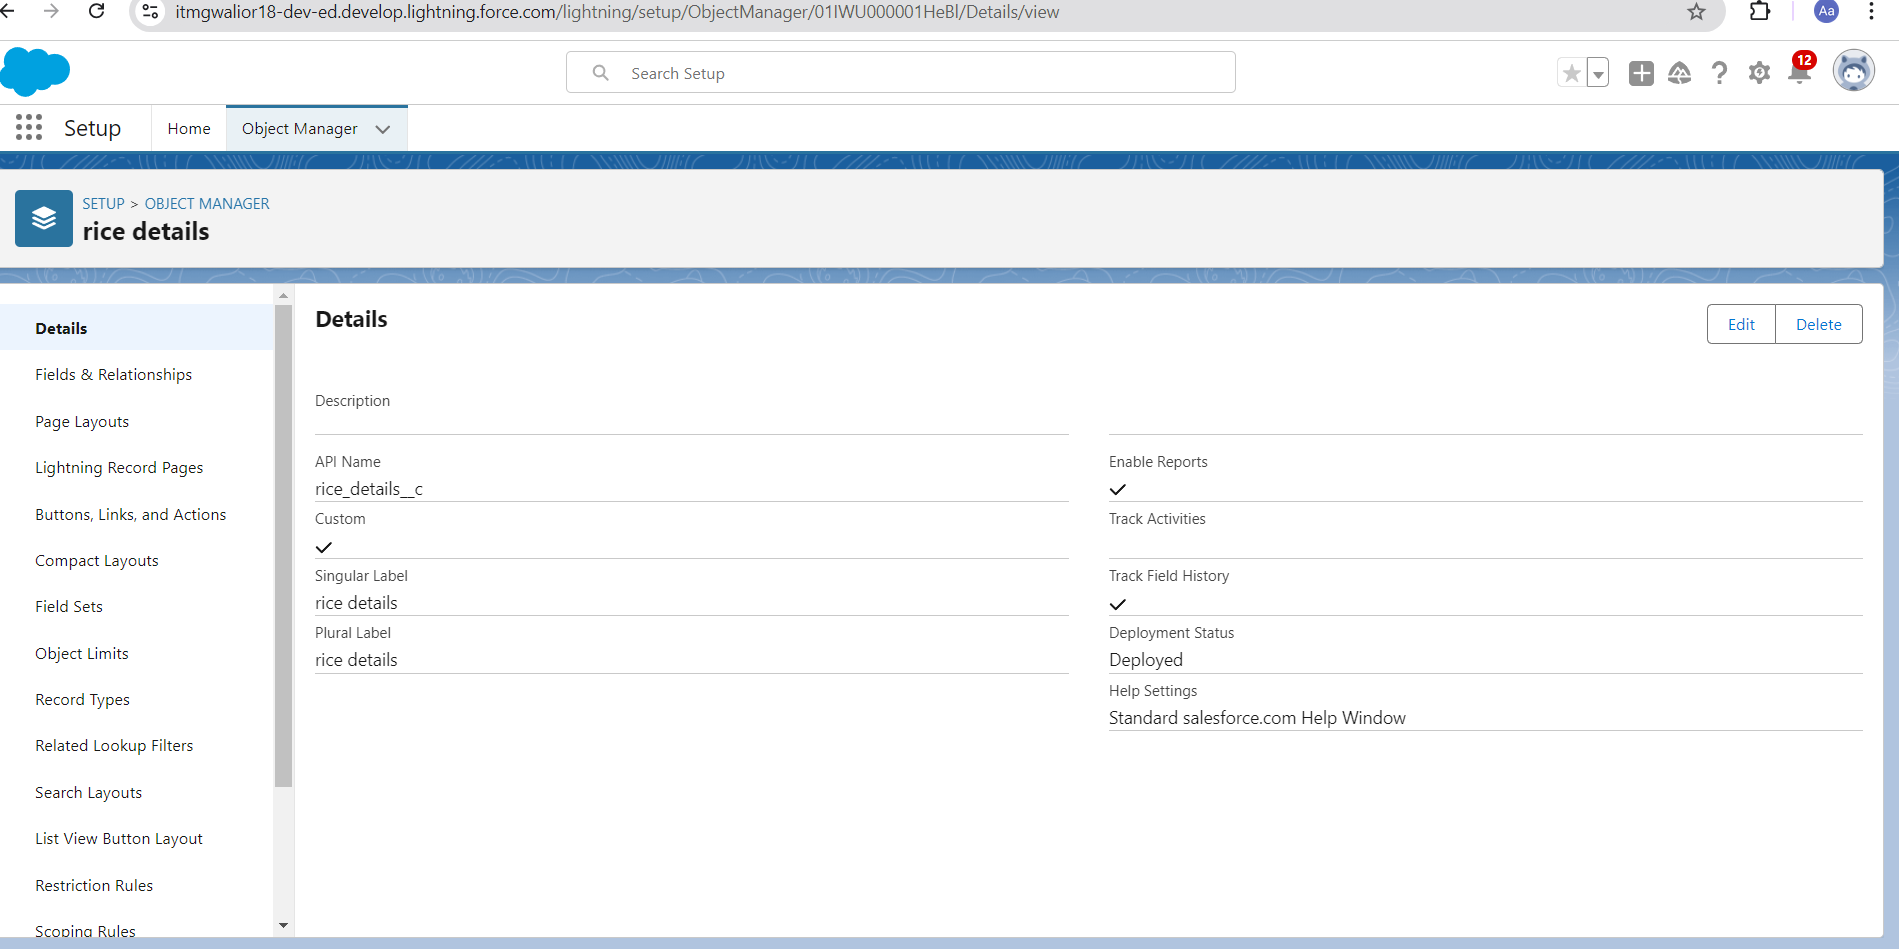 itmgwalior18-dev-ed.develop.lightning.force.com/lightning/setup/ObjectManager/01IWU000001HeBl/Details/view
Aa
Search Setup
12
Setup
Home
Object Manager
SETUP > OBJECT MANAGER
rice details
Details
Fields & Relationships
Page Layouts
Lightning Record Pages
Buttons, Links, and Actions
Compact Layouts
Field Sets
Object Limits
Record Types
Related Lookup Filters
Search Layouts
List View Button Layout
Restriction Rules
Scoping Rules
Details
Edit
Delete
Description
API Name
rice_details__c
Custom
Singular Label
rice details
Plural Label
rice details
Enable Reports
Track Activities
Track Field History
Deployment Status
Deployed
Help Settings
Standard salesforce.com Help Window